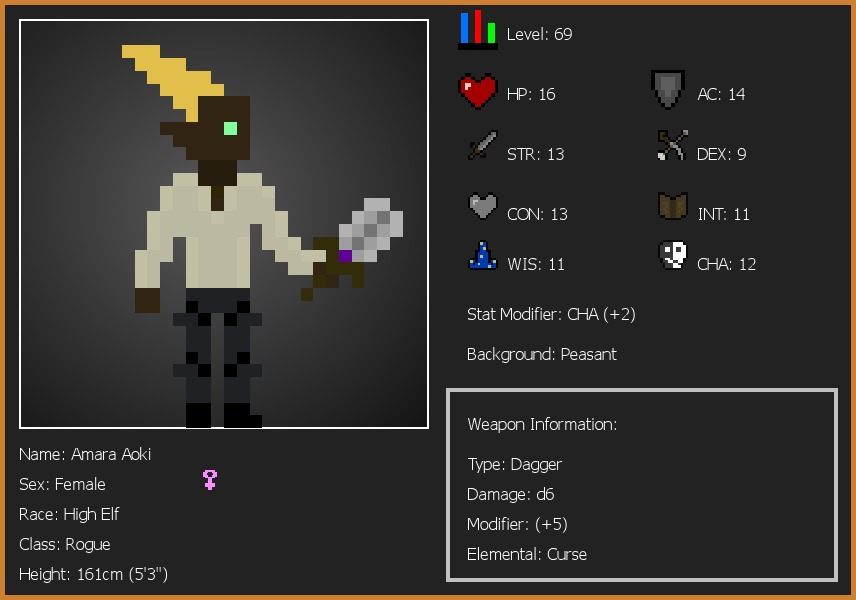 Level: 69
HP: 16
AC: 14
STR: 13
DEX: 9
CON: 13
INT: 11
WIS: 11
CHA: 12
Stat Modifier: CHA (+2)
Background: Peasant
Weapon Information:
Type: Dagger
Damage: d6
Modifier: (+5)
Elemental: Curse
Name: Amara Aoki
Sex: Female
Race: High Elf
Class: Rogue
Height: 161cm (5'3")